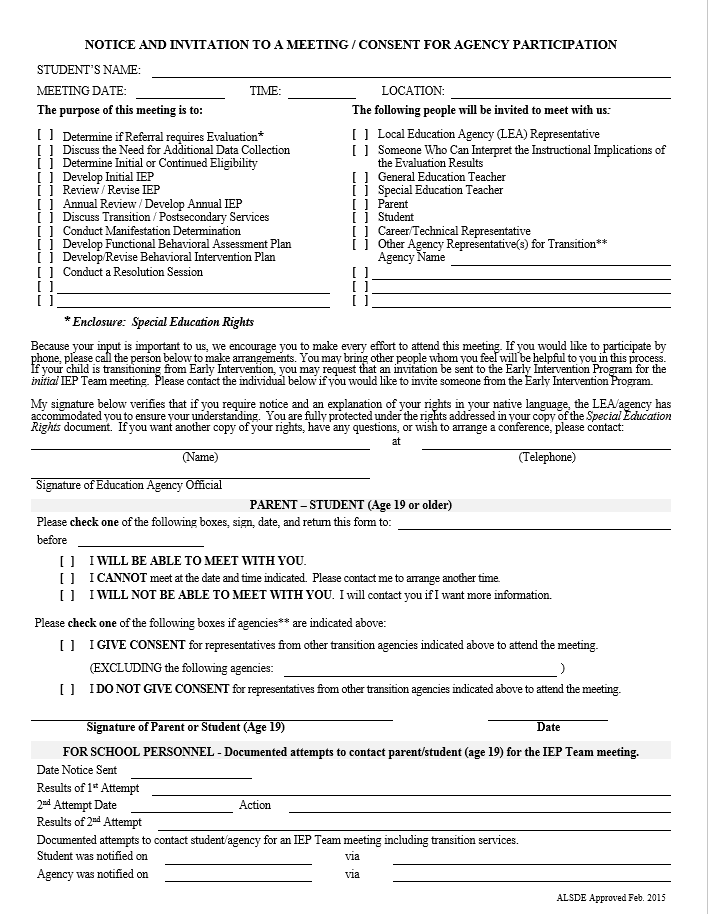 NOTICE AND INVITATION TO A MEETING / CONSENT FOR AGENCY PARTICIPATION
STUDENT'S NAME:
MEETING DATE: TIME: LOCATION:
The purpose of this meeting is to: The following people will be invited to meet with us:
[ ] Determine if Referral requires Evaluation*
[ ] Discuss the Need for Additional Data Collection
[ ] Determine Initial or Continued Eligibility
[ ] Develop Initial IEP
[ ] Review / Revise IEP
[ ] Annual Review / Develop Annual IEP
[ ] Discuss Transition / Postsecondary Services
[ ] Conduct Manifestation Determination
[ ] Develop Functional Behavioral Assessment Plan
[ ] Develop/Revise Behavioral Intervention Plan
[ ] Conduct a Resolution Session
[ ]
[ ]
[ ] Local Education Agency (LEA) Representative
[ ] Someone Who Can Interpret the Instructional Implications of
the Evaluation Results
[ ] General Education Teacher
[ ] Special Education Teacher
[ ] Parent
[ ] Student
[ ] Career/Technical Representative
[ ] Other Agency Representative(s) for Transition**
Agency Name
[ ]
[ ]
[ ]
* Enclosure: Special Education Rights
Because your input is important to us, we encourage you to make every effort to attend this meeting. If you would like to participate by
phone, please call the person below to make arrangements. You may bring other people whom you feel will be helpful to you in this process.
If your child is transitioning from Early Intervention, you may request that an invitation be sent to the Early Intervention Program for the
initial IEP Team meeting. Please contact the individual below if you would like to invite someone from the Early Intervention Program.
My signature below verifies that if you require notice and an explanation of your rights in your native language, the LEA/agency has
accommodated you to ensure your understanding. You are fully protected under the rights addressed in your copy of the Special Education
Rights document. If you want another copy of your rights, have any questions, or wish to arrange a conference, please contact:
at
(Name) (Telephone)
Signature of Education Agency Official
PARENT – STUDENT (Age 19 or older)
Please check one of the following boxes, sign, date, and return this form to:
before
[ ] I WILL BE ABLE TO MEET WITH YOU.
[ ] I CANNOT meet at the date and time indicated. Please contact me to arrange another time.
[ ] I WILL NOT BE ABLE TO MEET WITH YOU. I will contact you if I want more information.
Please check one of the following boxes if agencies** are indicated above:
[ ] I GIVE CONSENT for representatives from other transition agencies indicated above to attend the meeting.
(EXCLUDING the following agencies: )
[ ] I DO NOT GIVE CONSENT for representatives from other transition agencies indicated above to attend the meeting.
Signature of Parent or Student (Age 19) Date
FOR SCHOOL PERSONNEL - Documented attempts to contact parent/student (age 19) for the IEP Team meeting.
Date Notice Sent
Results of 1st Attempt
2nd Attempt Date Action
Results of 2nd Attempt
Documented attempts to contact student/agency for an IEP Team meeting including transition services.
Student was notified on via
Agency was notified on via
ALSDE Approved Feb. 2015